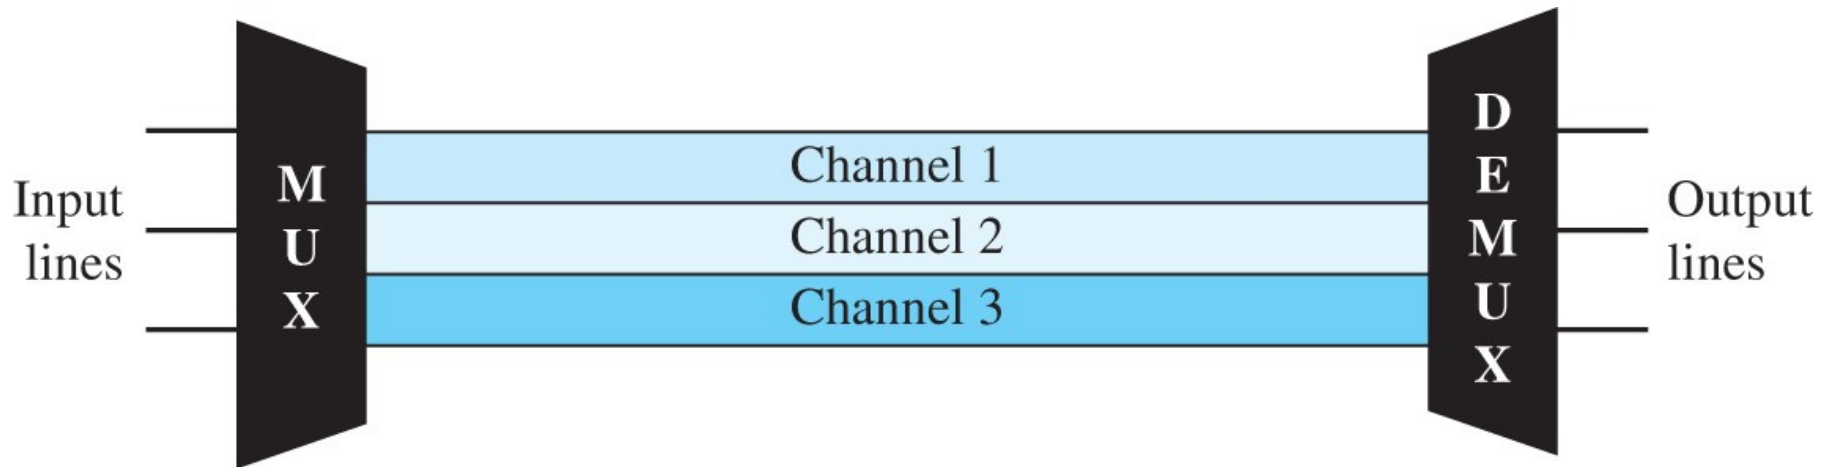 Input
lines
M
U
X
Channel 1
Channel 2
Channel 3
D
E
M
U
X
Output
lines